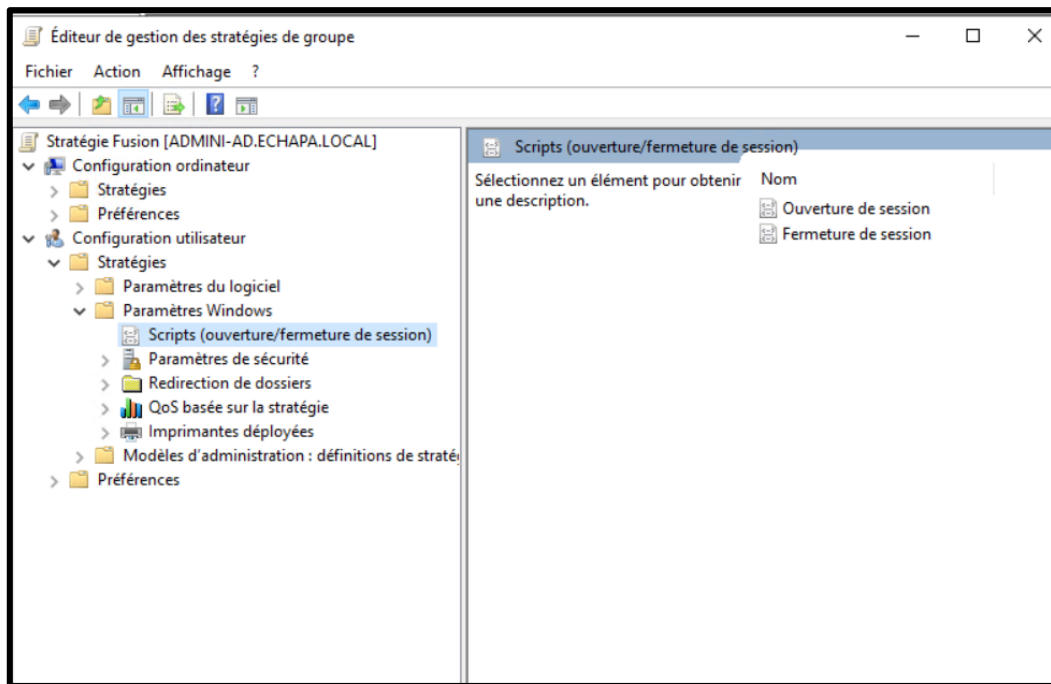 Éditeur de gestion des stratégies de groupe
Fichier Action Affichage ?
Stratégie Fusion [ADMINI-AD.ECHAPA.LOCAL]
Configuration ordinateur
Stratégies
Préférences
Configuration utilisateur
Stratégies
Paramètres du logiciel
Paramètres Windows
Scripts (ouverture/fermeture de session)
Paramètres de sécurité
Redirection de dossiers
QoS basée sur la stratégie
Imprimantes déployées
Modèles d'administration : définitions de straté
Préférences
Scripts (ouverture/fermeture de session)
Sélectionnez un élément pour obtenir
une description.
Nom
Ouverture de session
Fermeture de session